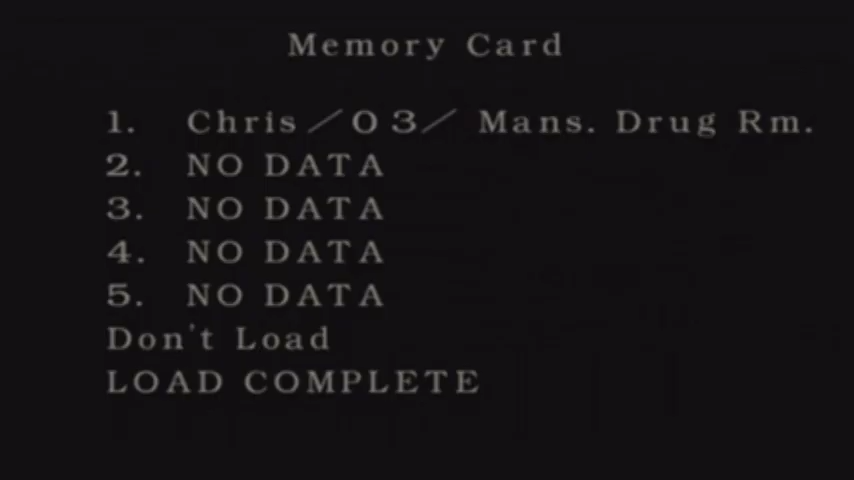 Memory Card
1. Chris／03／ Mans. Drug Rm.
2. NO DATA
3. NO DATA
4. NO DATA
5. NO DATA
Don't Load
LOAD COMPLETE